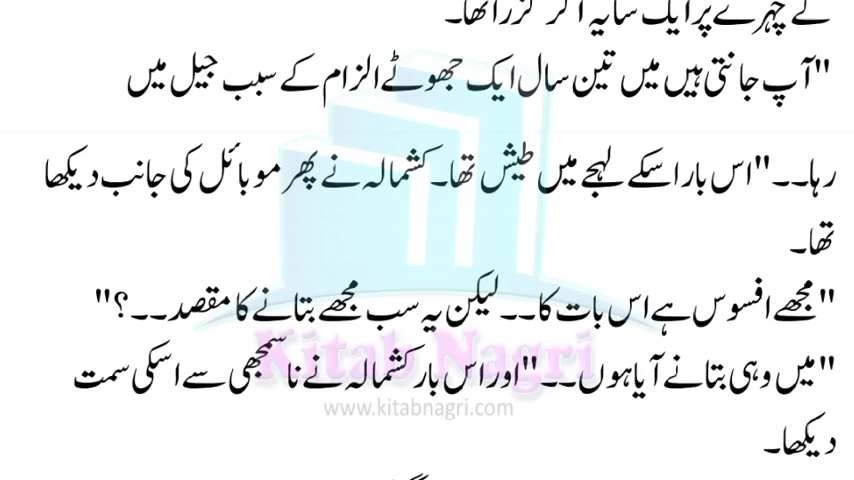 کے چہرے پر ایک سایہ آ کر گزرا تھا۔
"آپ جانتی ہیں میں تین سال ایک جھوٹے الزام کے سبب جیل میں
رہا۔۔" اس بار اسکے لہجے میں طیش تھا۔ کشمالہ نے پھر موبائل کی جانب دیکھا
تھا۔
"مجھے افسوس ہے اس بات کا۔۔ لیکن یہ سب مجھے بتانے کا مقصد۔۔؟"
"میں وہی بتانے آیا ہوں۔۔" اور اس بار کشمالہ نے ناسمجھی سے اسکی سمت
دیکھا۔
Kitab Nagri
www.kitabnagri.com